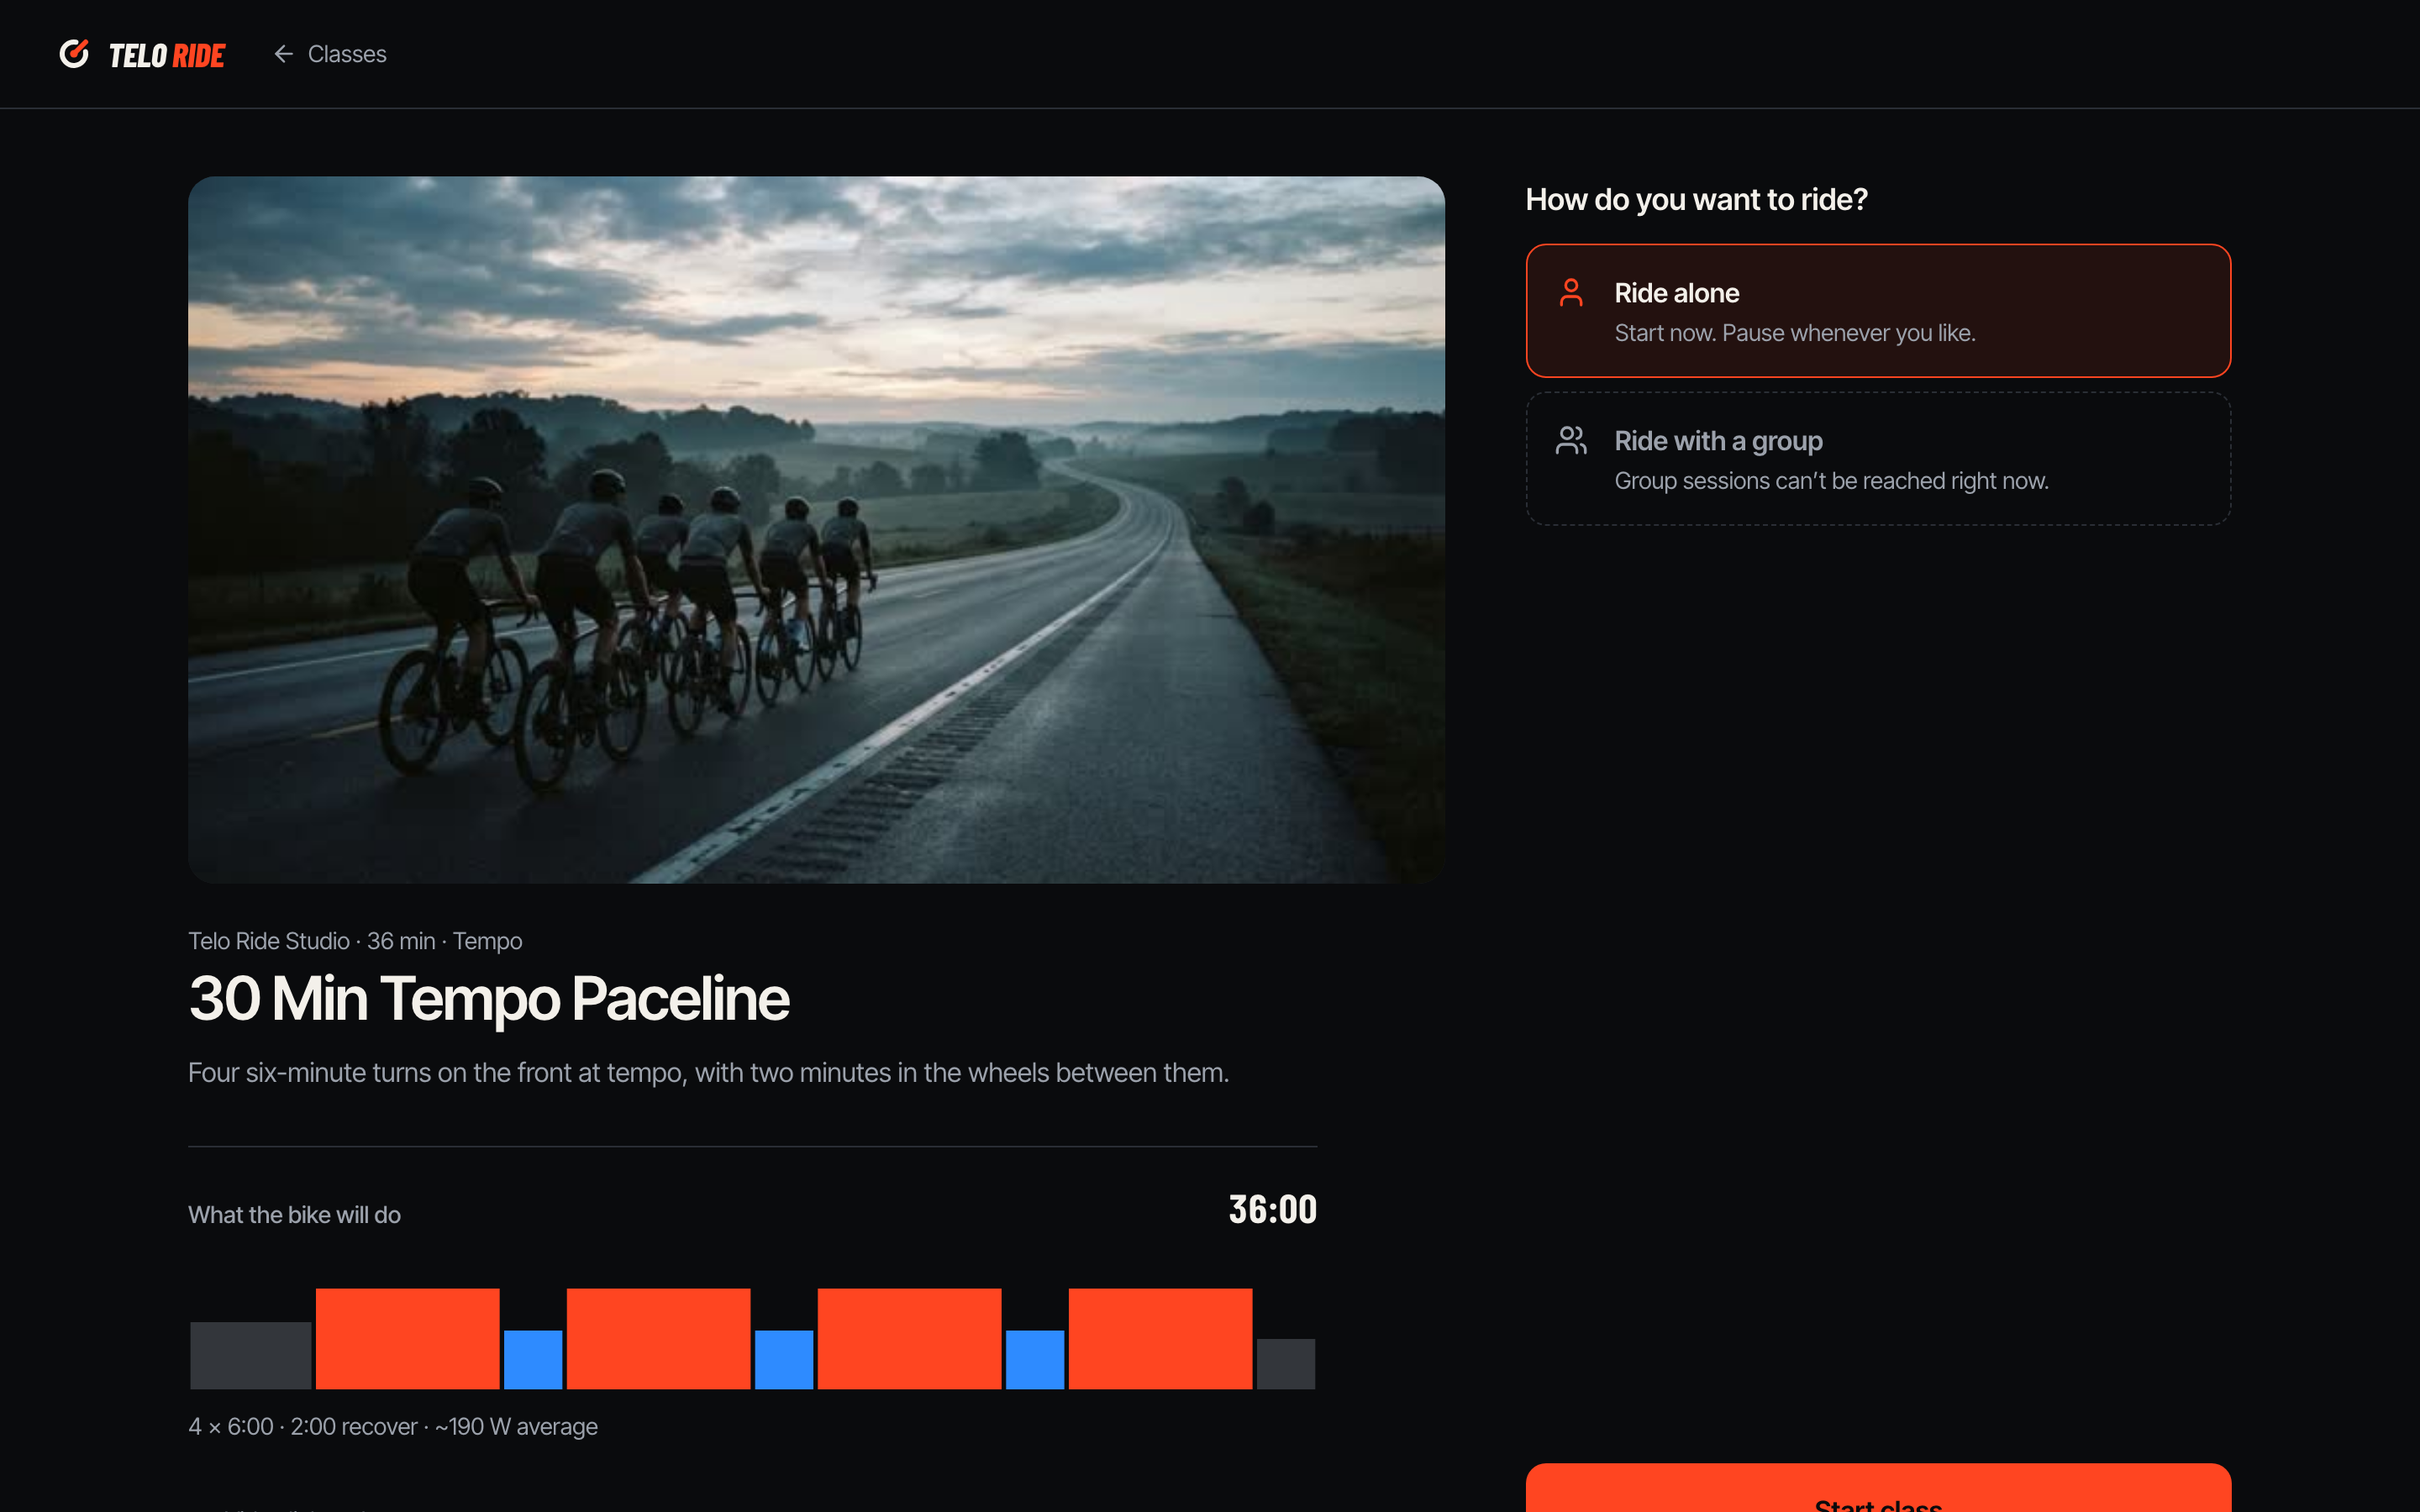 TELO RIDE
Classes
How do you want to ride?
Ride alone
Start now. Pause whenever you like.
Ride with a group
Group sessions can’t be reached right now.
Telo Ride Studio · 36 min · Tempo
30 Min Tempo Paceline
Four six-minute turns on the front at tempo, with two minutes in the wheels between them.
What the bike will do
36:00
4 × 6:00 · 2:00 recover · ~190 W average
Start class